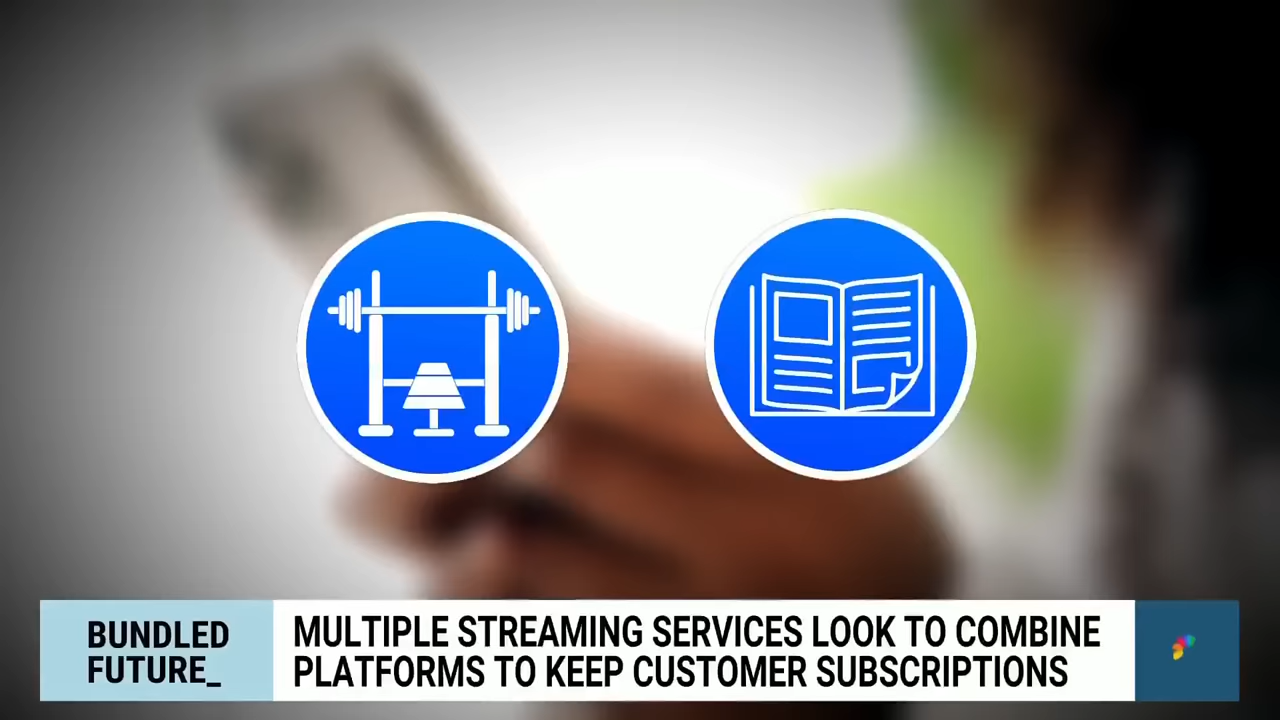 BUNDLED
FUTURE_
MULTIPLE STREAMING SERVICES LOOK TO COMBINE
PLATFORMS TO KEEP CUSTOMER SUBSCRIPTIONS